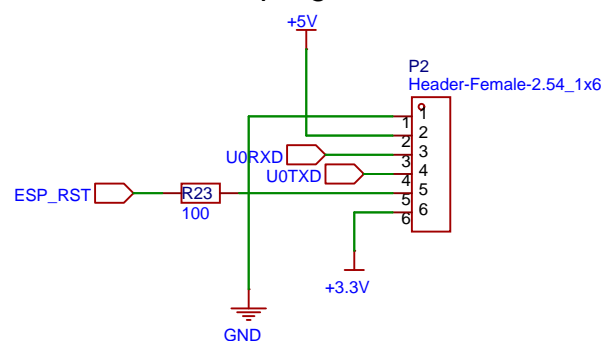 +5V
P2
Header-Female-2.54_1x6
1
1
2
2
U0RXD
3
3
U0TXD
4
4
ESP_RST
R23
5
5
100
6
6
+3.3V
GND